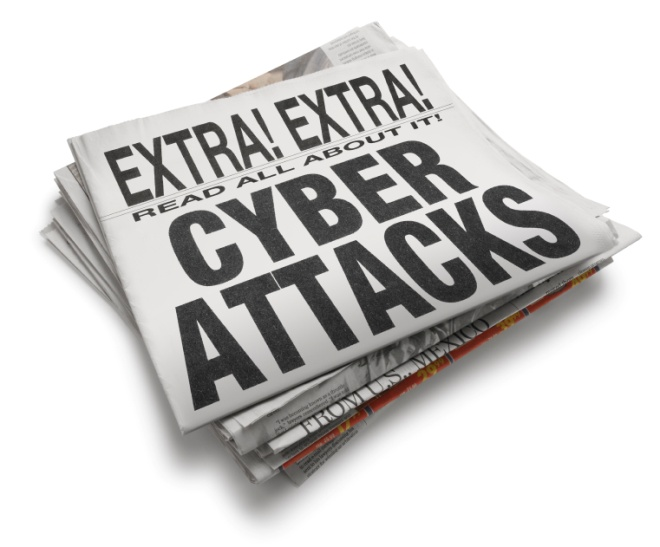 EXTRA! EXTRA!
READ ALL ABOUT IT!
CYBER
ATTACKS
FROM U.S., MEXICO